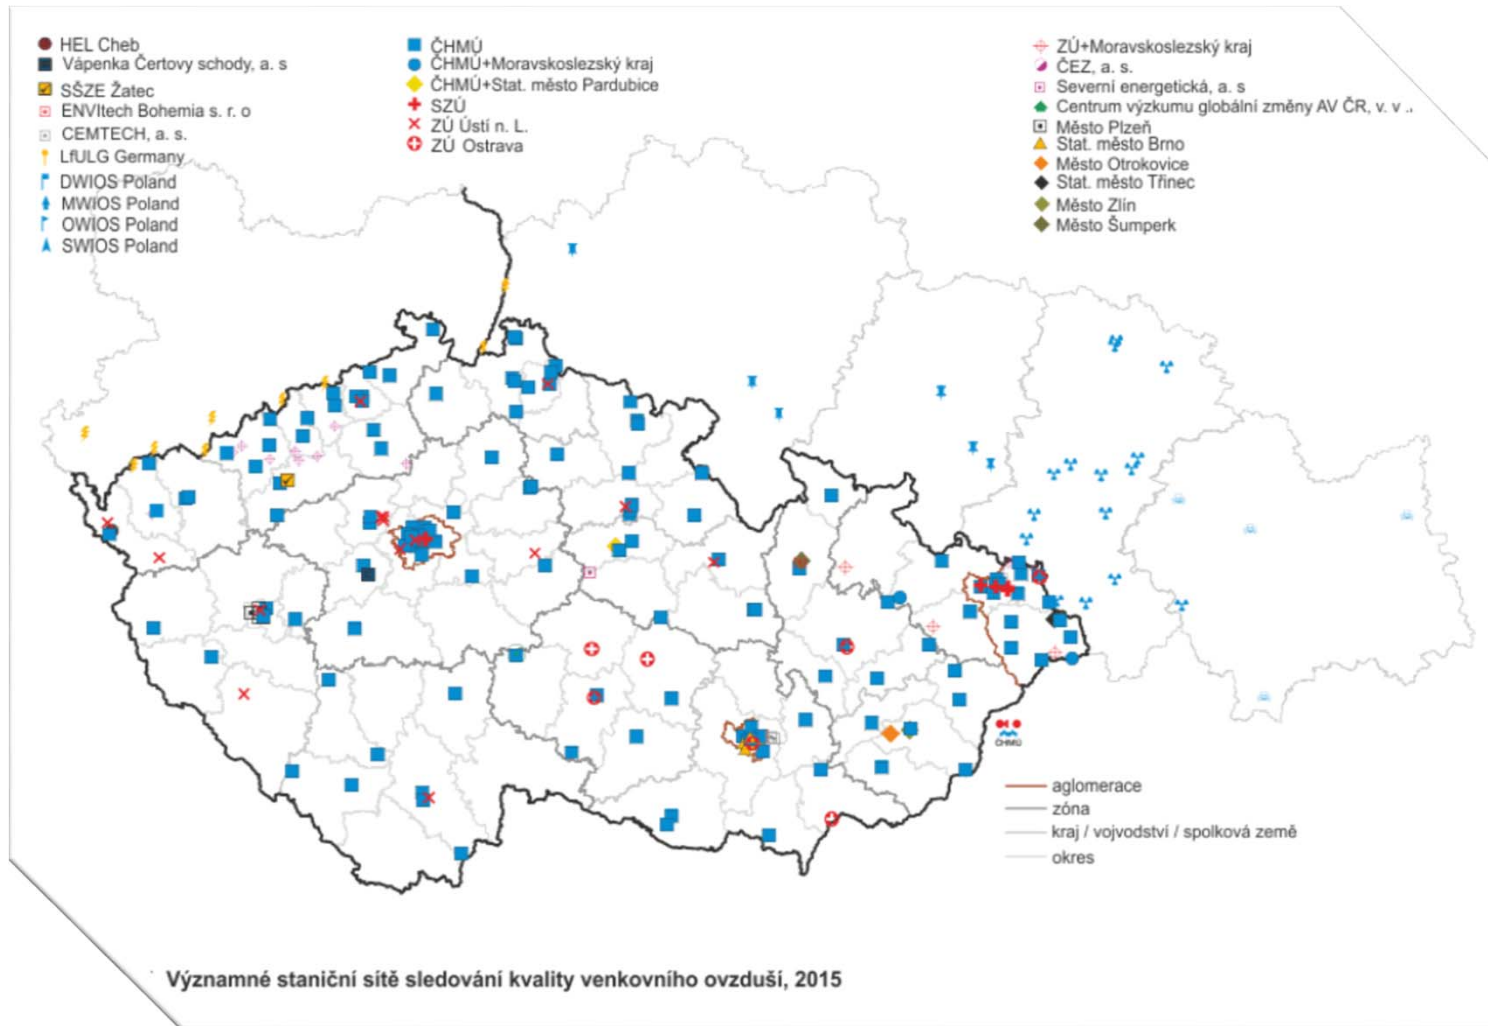 HEL Cheb
Vápenka Čertovy schody, a. s
SŠZE Žatec
ENVItech Bohemia s. r. o
CEMTECH, a. s.
LfULG Germany
DWIOS Poland
MWIOS Poland
OWIOS Poland
SWIOS Poland
ČHMÚ
ČHMÚ+Moravskoslezský kraj
ČHMÚ+Stat. město Pardubice
SZÚ
ZÚ Ústí n. L.
ZÚ Ostrava
ZÚ+Moravskoslezský kraj
ČEZ, a. s.
Severní energetická, a. s
Centrum výzkumu globální změny AV ČR, v. v ..
Město Plzeň
Stat. město Brno
Město Otrokovice
Stat. město Třinec
Město Zlín
Město Šumperk
ČHMÚ
aglomerace
zóna
kraj / vojvodství / spolková země
okres
Významné staniční sítě sledování kvality venkovního ovzduší, 2015